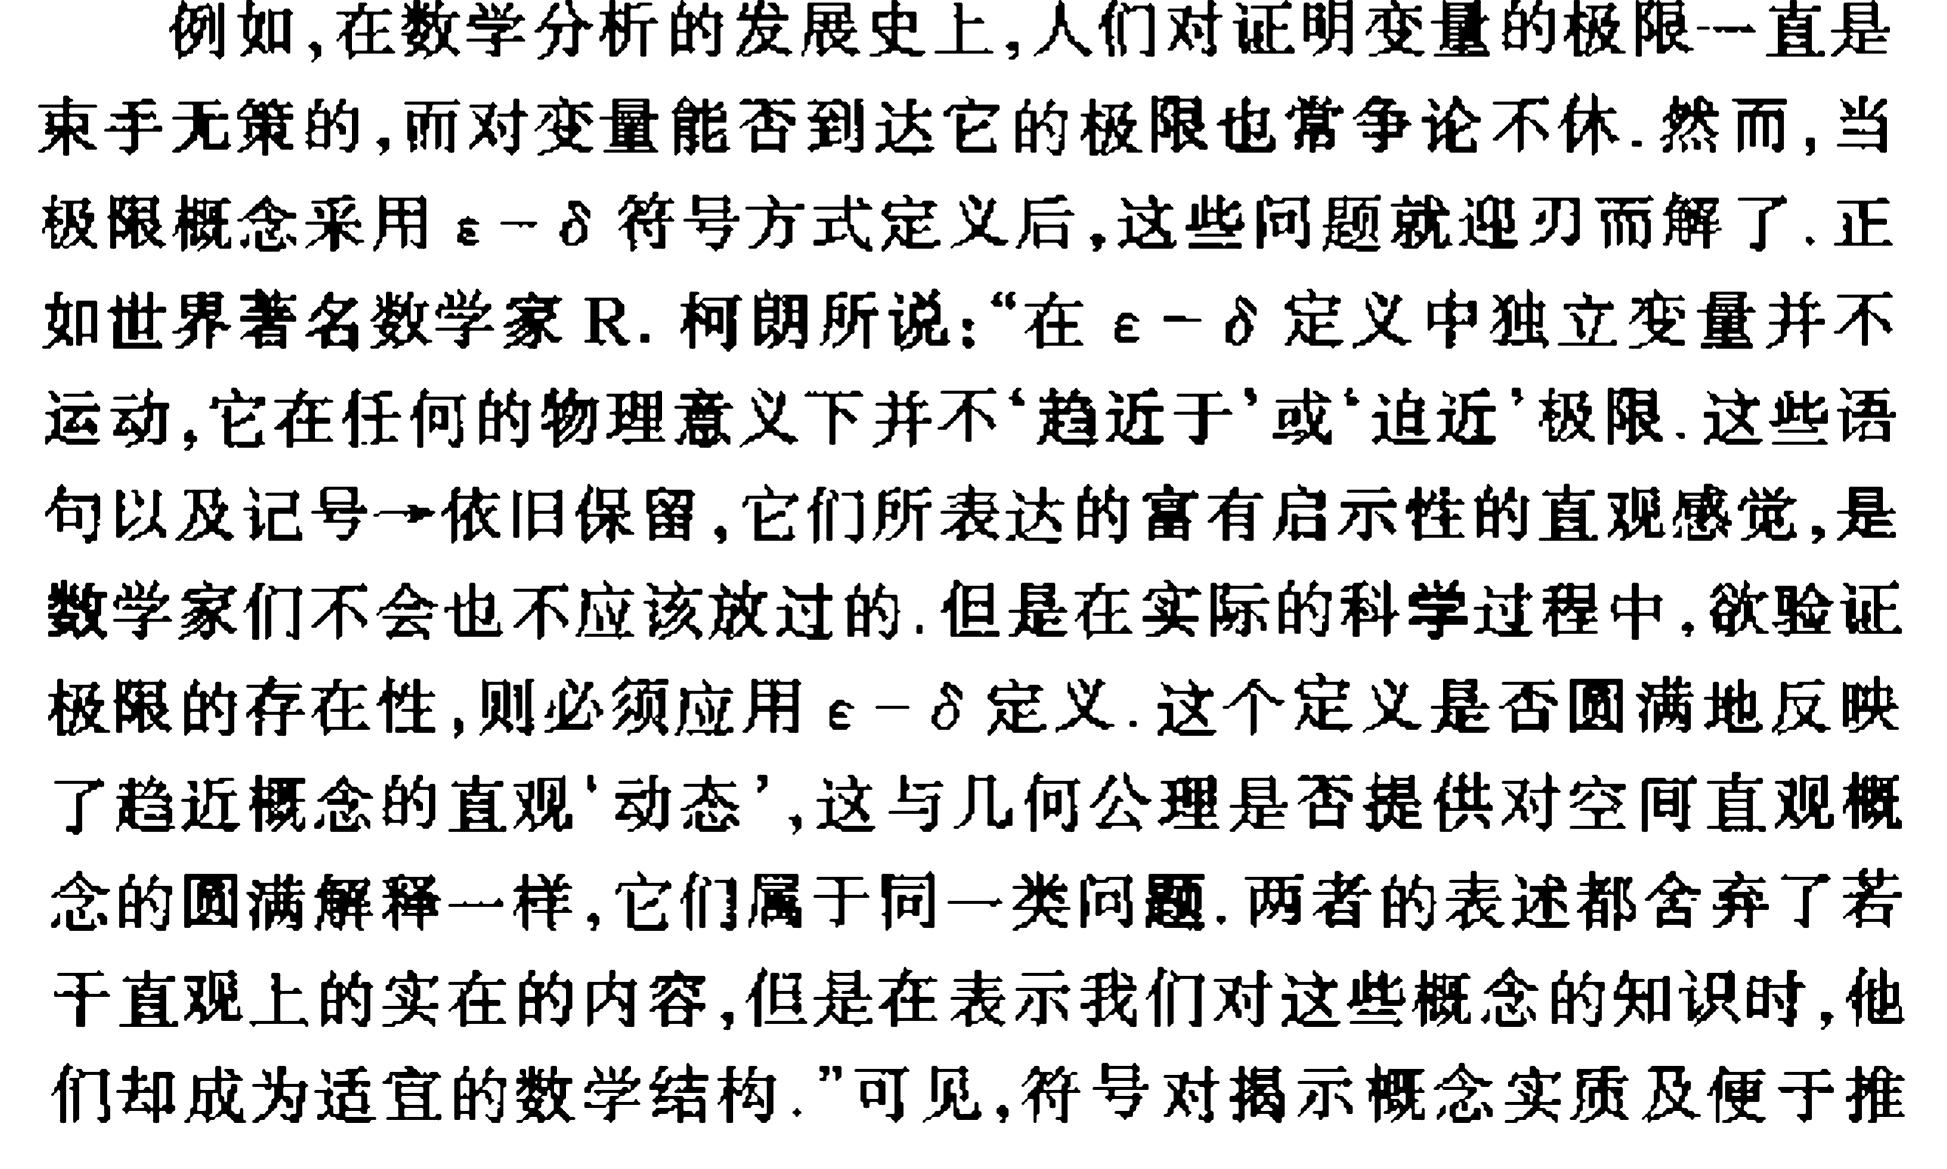 例如,在数学分析的发展史上,人们对证明变量的极限一直是
束手无策的,而对变量能否到达它的极限也常争论不休.然而,当
极限概念采用 ε－δ 符号方式定义后,这些问题就迎刃而解了.正
如世界著名数学家 R. 柯朗所说:“在 ε－δ 定义中独立变量并不
运动,它在任何的物理意义下并不‘趋近于’或‘迫近’极限.这些语
句以及记号→依旧保留,它们所表达的富有启示性的直观感觉,是
数学家们不会也不应该放过的.但是在实际的科学过程中,欲验证
极限的存在性,则必须应用 ε－δ 定义.这个定义是否圆满地反映
了趋近概念的直观‘动态’,这与几何公理是否提供对空间直观概
念的圆满解释一样,它们属于同一类问题.两者的表述都舍弃了若
干直观上的实在的内容,但是在表示我们对这些概念的知识时,他
们却成为适宜的数学结构.”可见,符号对揭示概念实质及便于推